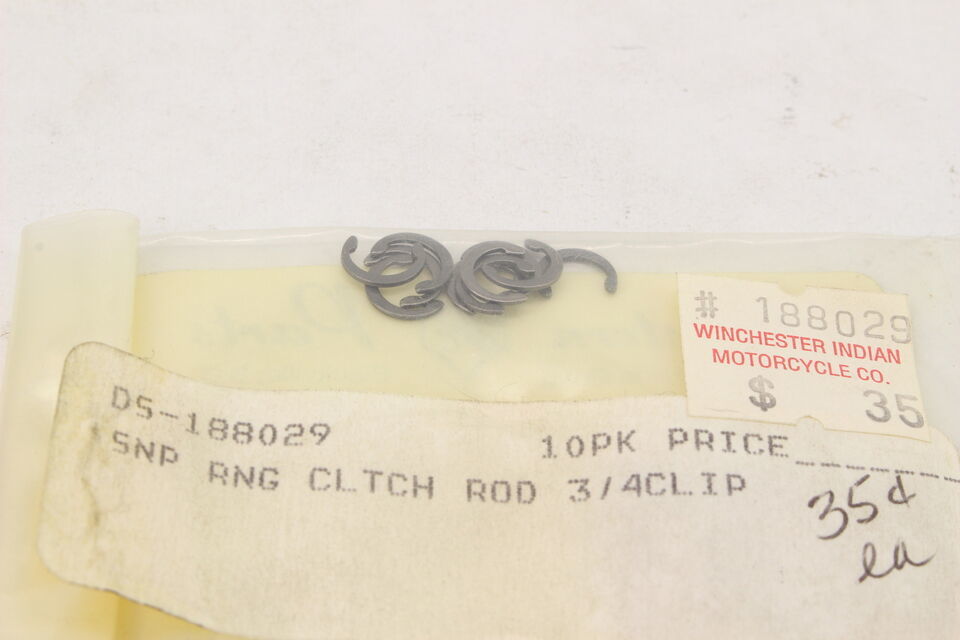 # 188029
WINCHESTER INDIAN
MOTORCYCLE CO.
$ 35
DS-188029
10PK PRICE
SNP RNG CLTCH ROD 3/4CLIP
35¢
ea